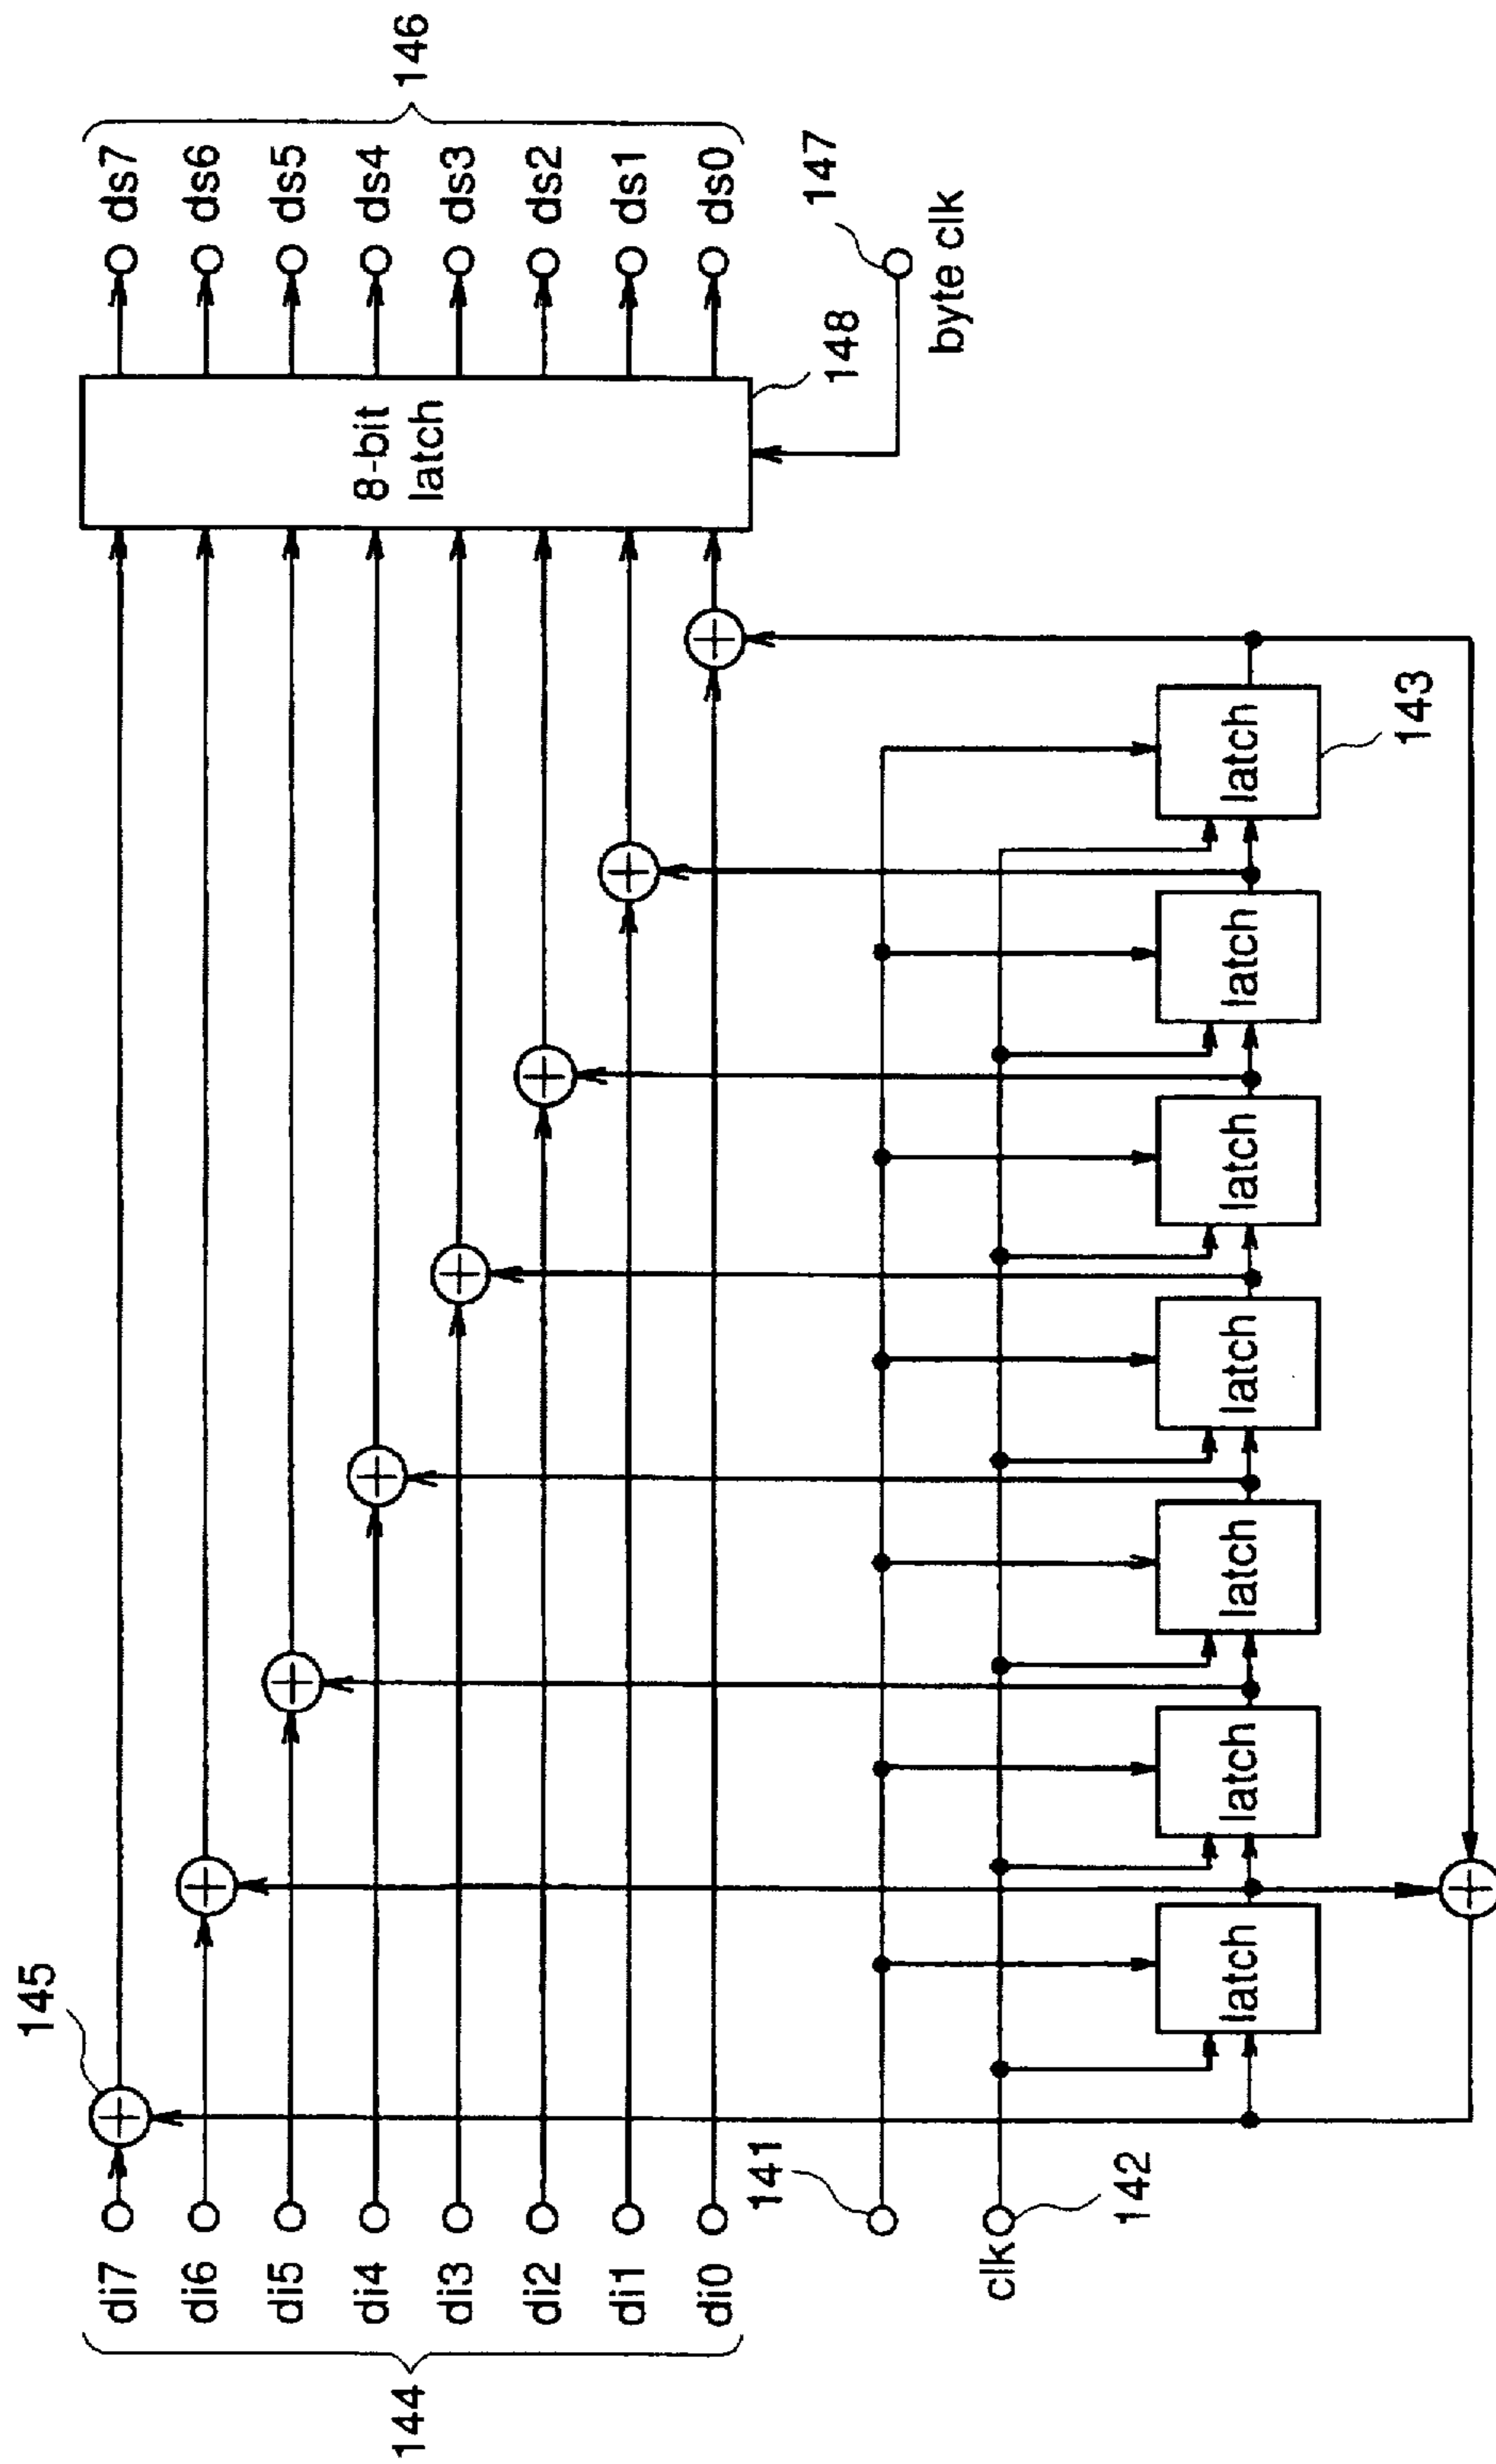 144
di7
di6
di5
di4
di3
di2
di1
di0
145
141
clk
142
latch
latch
latch
latch
latch
latch
latch
143
8-bit
latch
148
ds7
ds6
ds5
ds4
ds3
ds2
ds1
ds0
146
147
byte clk